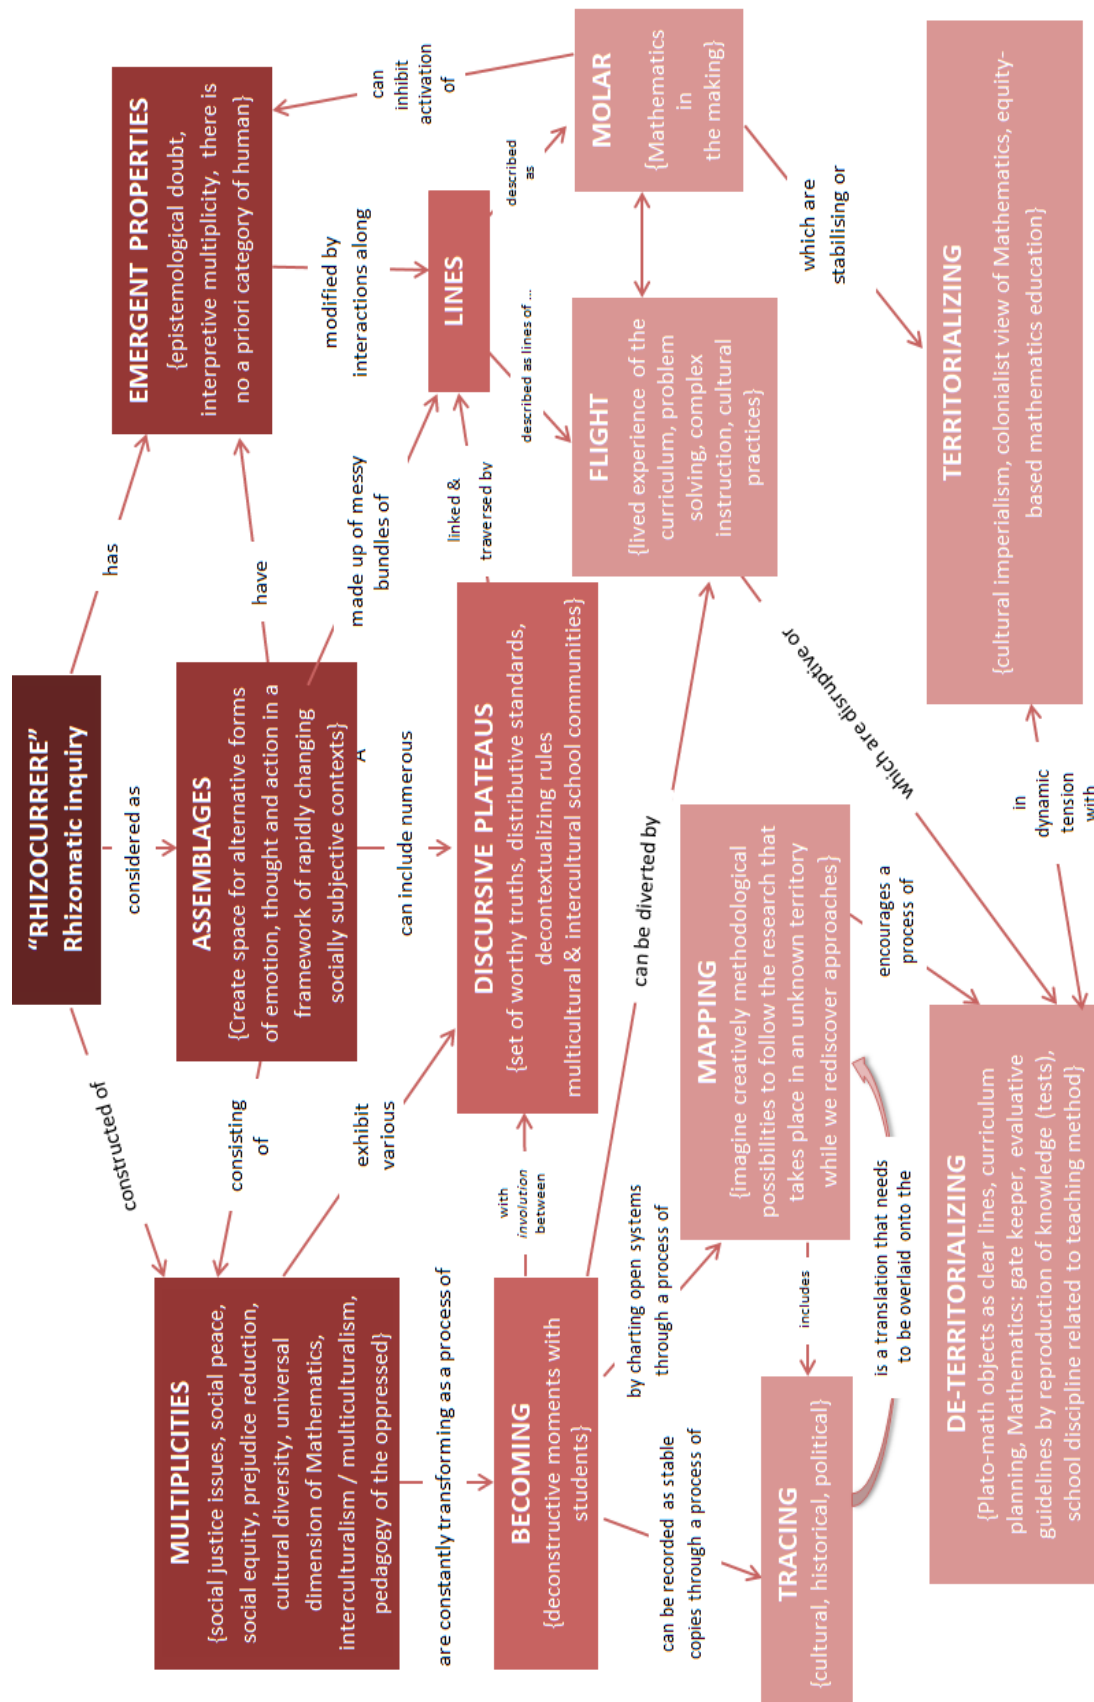 “RHIZOCURRERE”
Rhizomatic inquiry
constructed of
considered as
has
MULTIPLICITIES
{social justice issues, social peace,
social equity, prejudice reduction,
cultural diversity, universal
dimension of Mathematics,
interculturalism / multiculturalism,
pedagogy of the oppressed}
consisting
of
ASSEMBLAGES
{Create space for alternative forms
of emotion, thought and action in a
framework of rapidly changing
socially subjective contexts}
A
have
EMERGENT PROPERTIES
{epistemological doubt,
interpretive multiplicity, there is
no a priori category of human}
exhibit
various
can include numerous
made up of messy
bundles of
modified by
interactions along
can
inhibit
activation
of
are constantly transforming as a process of
BECOMING
{deconstructive moments with
students}
with
involution
between
DISCURSIVE PLATEAUS
{set of worthy truths, distributive standards,
decontextualizing rules
multicultural & intercultural school communities}
linked &
traversed by
LINES
described as lines of ...
described
as
can be recorded as stable
copies through a process of
by charting open systems
through a process of
can be diverted by
FLIGHT
{lived experience of the
curriculum, problem
solving, complex
instruction, cultural
practices}
MOLAR
{Mathematics
in
the making}
TRACING
{cultural, historical, political}
includes
MAPPING
{imagine creatively methodological
possibilities to follow the research that
takes place in an unknown territory
while we rediscover approaches}
which are disruptive or
which are
stabilising or
is a translation that needs
to be overlaid onto the
encourages a
process of
DE-TERRITORIALIZING
{Plato-math objects as clear lines, curriculum
planning, Mathematics: gate keeper, evaluative
guidelines by reproduction of knowledge (tests),
school discipline related to teaching method}
in
dynamic
tension
with
TERRITORIALIZING
{cultural imperialism, colonialist view of Mathematics, equity-
based mathematics education}